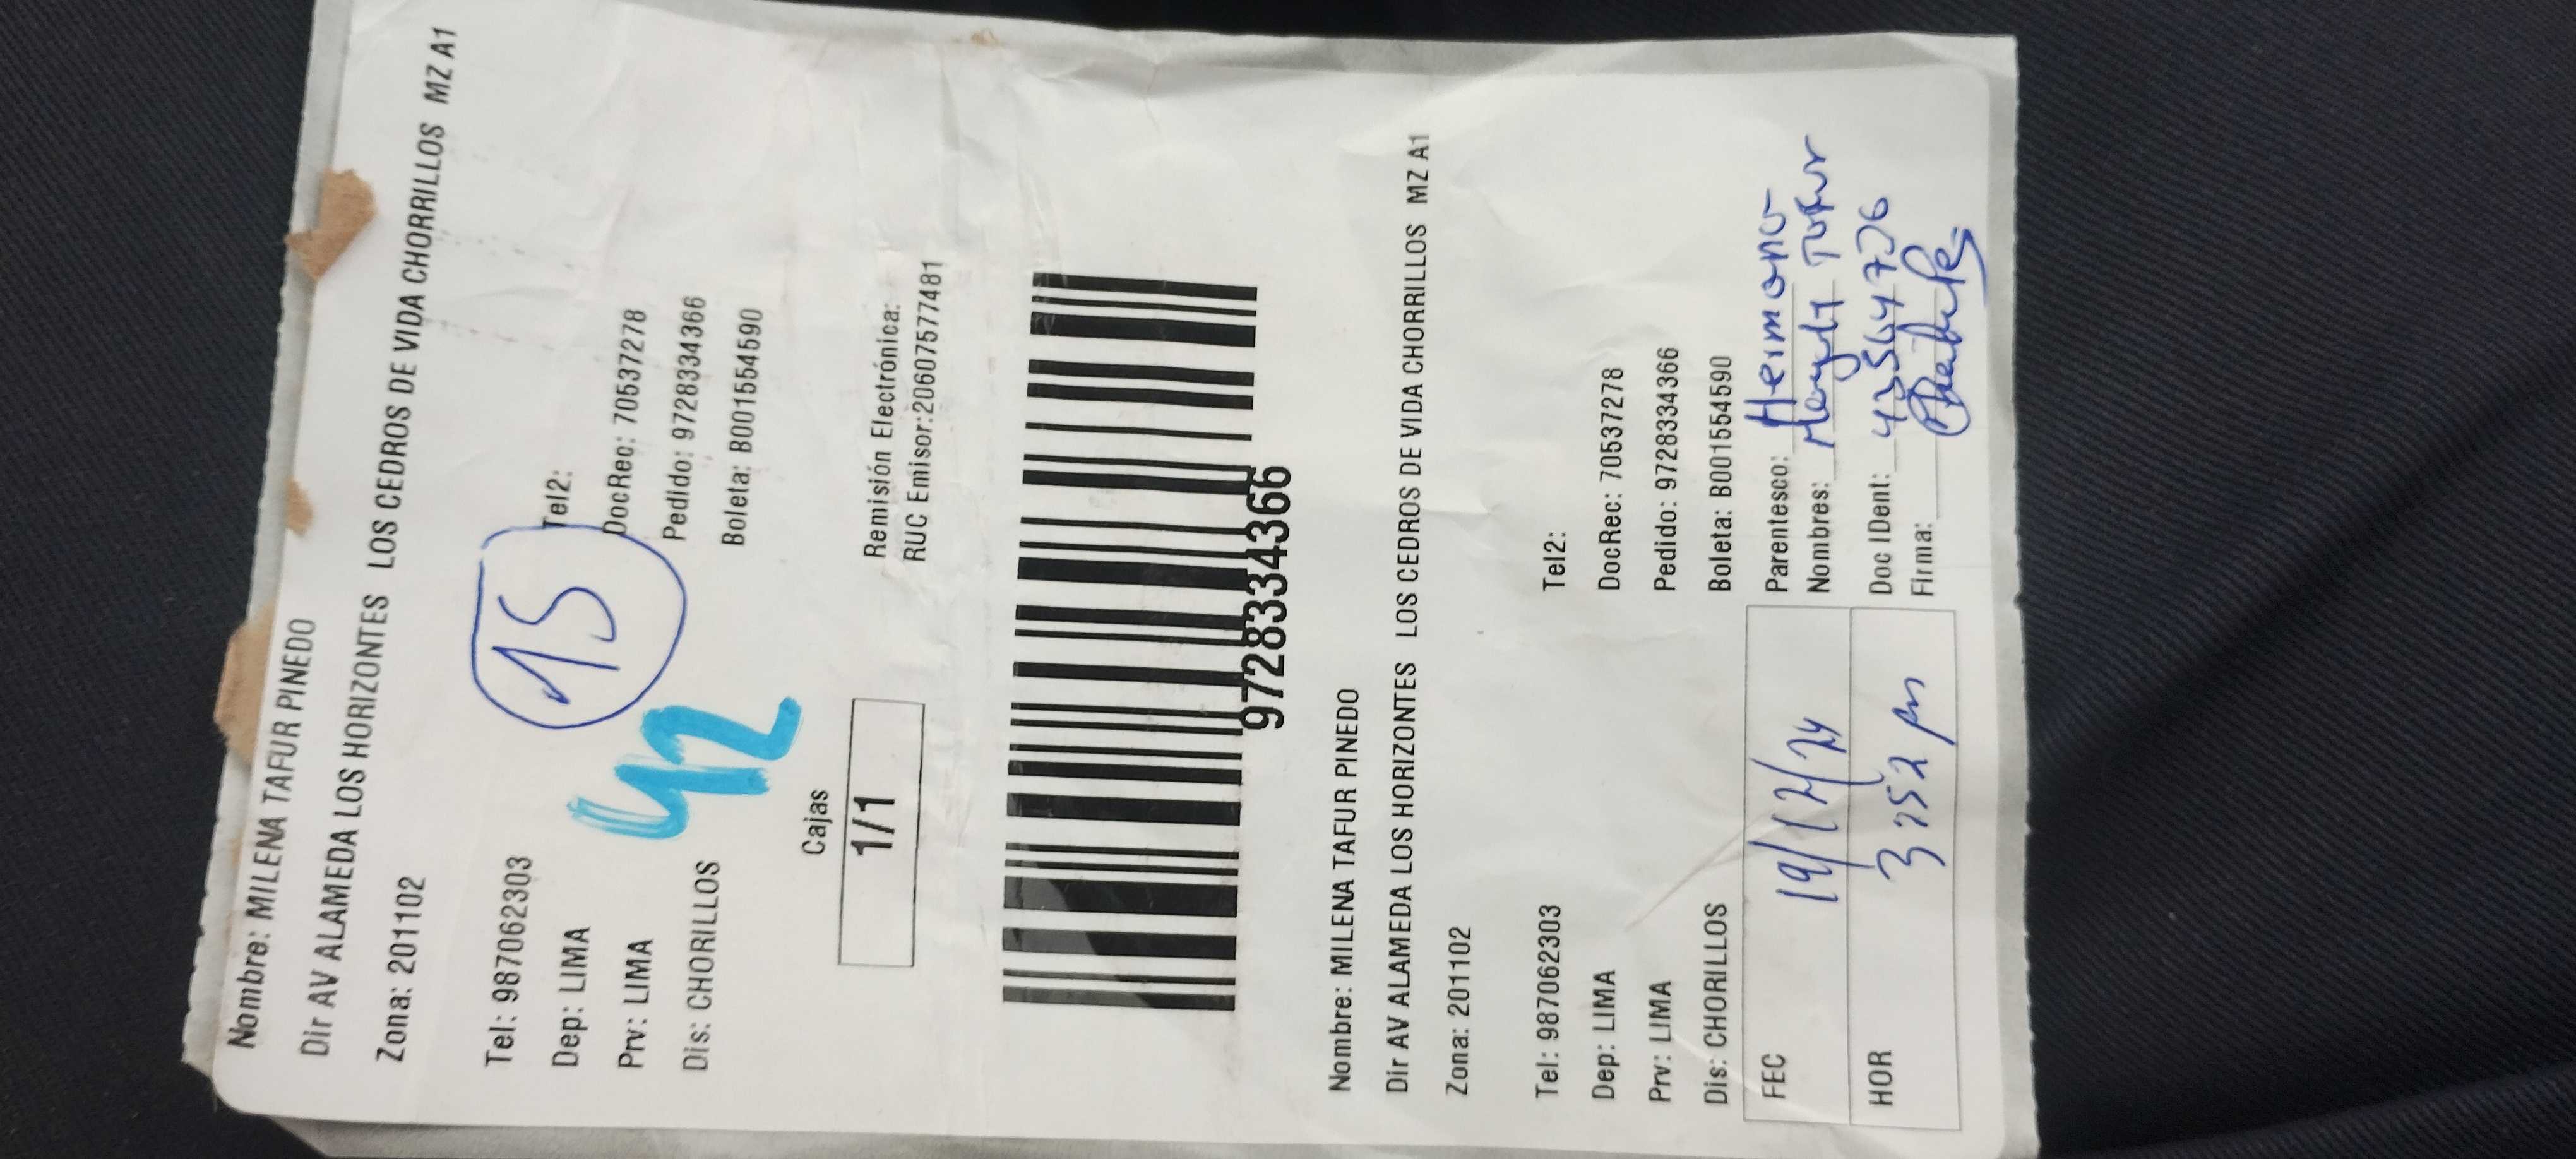 Nombre: MILENA TAFUR PINEDO
Dir AV ALAMEDA LOS HORIZONTES LOS CEDROS DE VIDA CHORRILLOS MZ A1
Zona: 201102
15
Tel: 987062303 Tel2:
Dep: LIMA DocRec: 70537278
42
Prv: LIMA Pedido: 9728334366
Dis: CHORILLOS Boleta: B001554590
Cajas
1/1
Remisión Electrónica:
RUC Emisor:20607577481
9728334366
Nombre: MILENA TAFUR PINEDO
Dir AV ALAMEDA LOS HORIZONTES LOS CEDROS DE VIDA CHORRILLOS MZ A1
Zona: 201102
Tel: 987062303 Tel2:
Dep: LIMA DocRec: 70537278
Prv: LIMA Pedido: 9728334366
Dis: CHORILLOS Boleta: B001554590
FEC 19/12/24 Parentesco: Hermano
Nombres: Tafur
HOR 3:52 pm Doc IDent:
Firma: